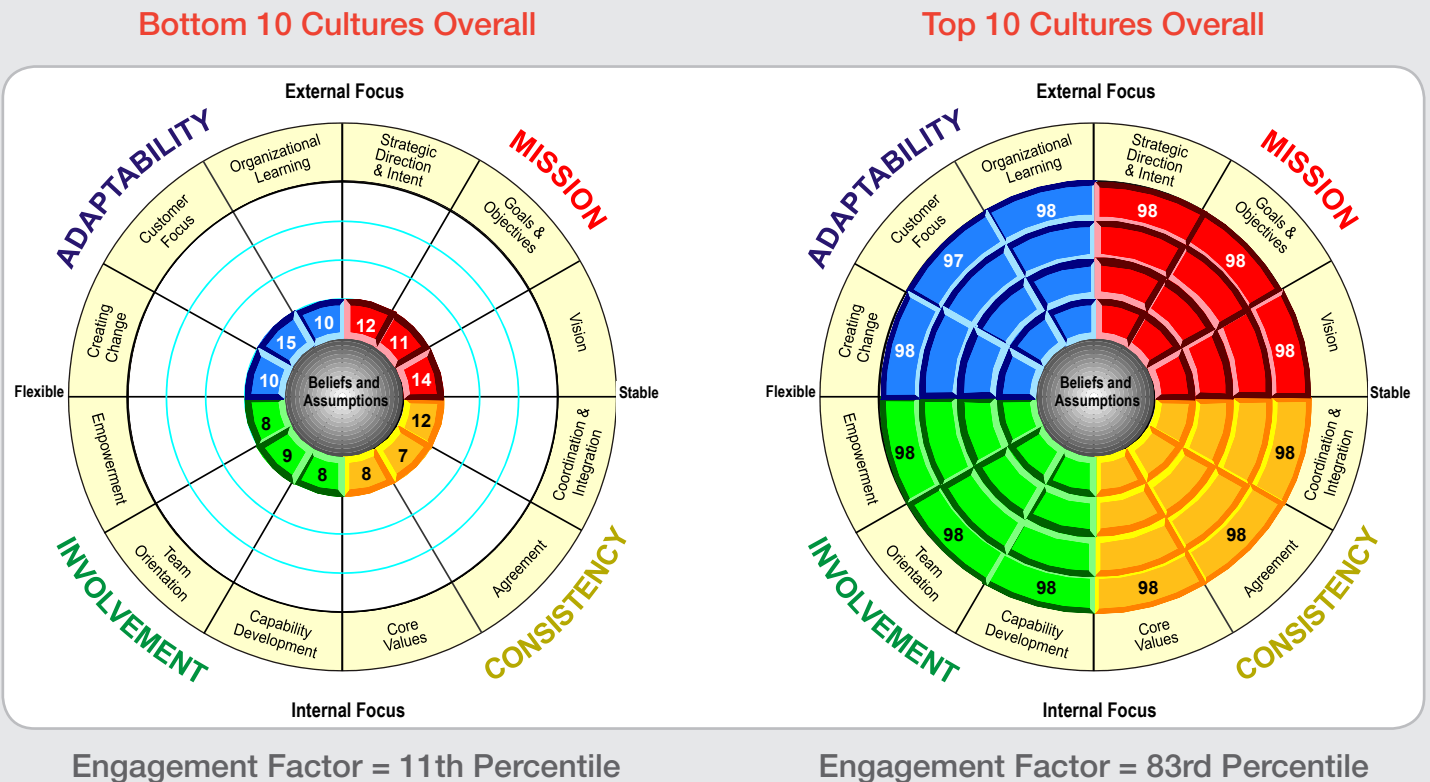 Bottom 10 Cultures Overall
External Focus
ADAPTABILITY
MISSION
Organizational
Learning
Strategic
Direction
& Intent
Customer
Focus
Goals &
Objectives
Creating
Change
Vision
10
12
15
11
10
14
Flexible
Beliefs and
Assumptions
Stable
8
12
9
7
8
8
Empowerment
Coordination &
Integration
Team
Orientation
Agreement
Capability
Development
Core
Values
INVOLVEMENT
CONSISTENCY
Internal Focus
Engagement Factor = 11th Percentile
Top 10 Cultures Overall
External Focus
ADAPTABILITY
MISSION
Organizational
Learning
Strategic
Direction
& Intent
Customer
Focus
Goals &
Objectives
Creating
Change
Vision
98
98
97
98
98
98
Flexible
Beliefs and
Assumptions
Stable
98
98
98
98
98
98
Empowerment
Coordination &
Integration
Team
Orientation
Agreement
Capability
Development
Core
Values
INVOLVEMENT
CONSISTENCY
Internal Focus
Engagement Factor = 83rd Percentile